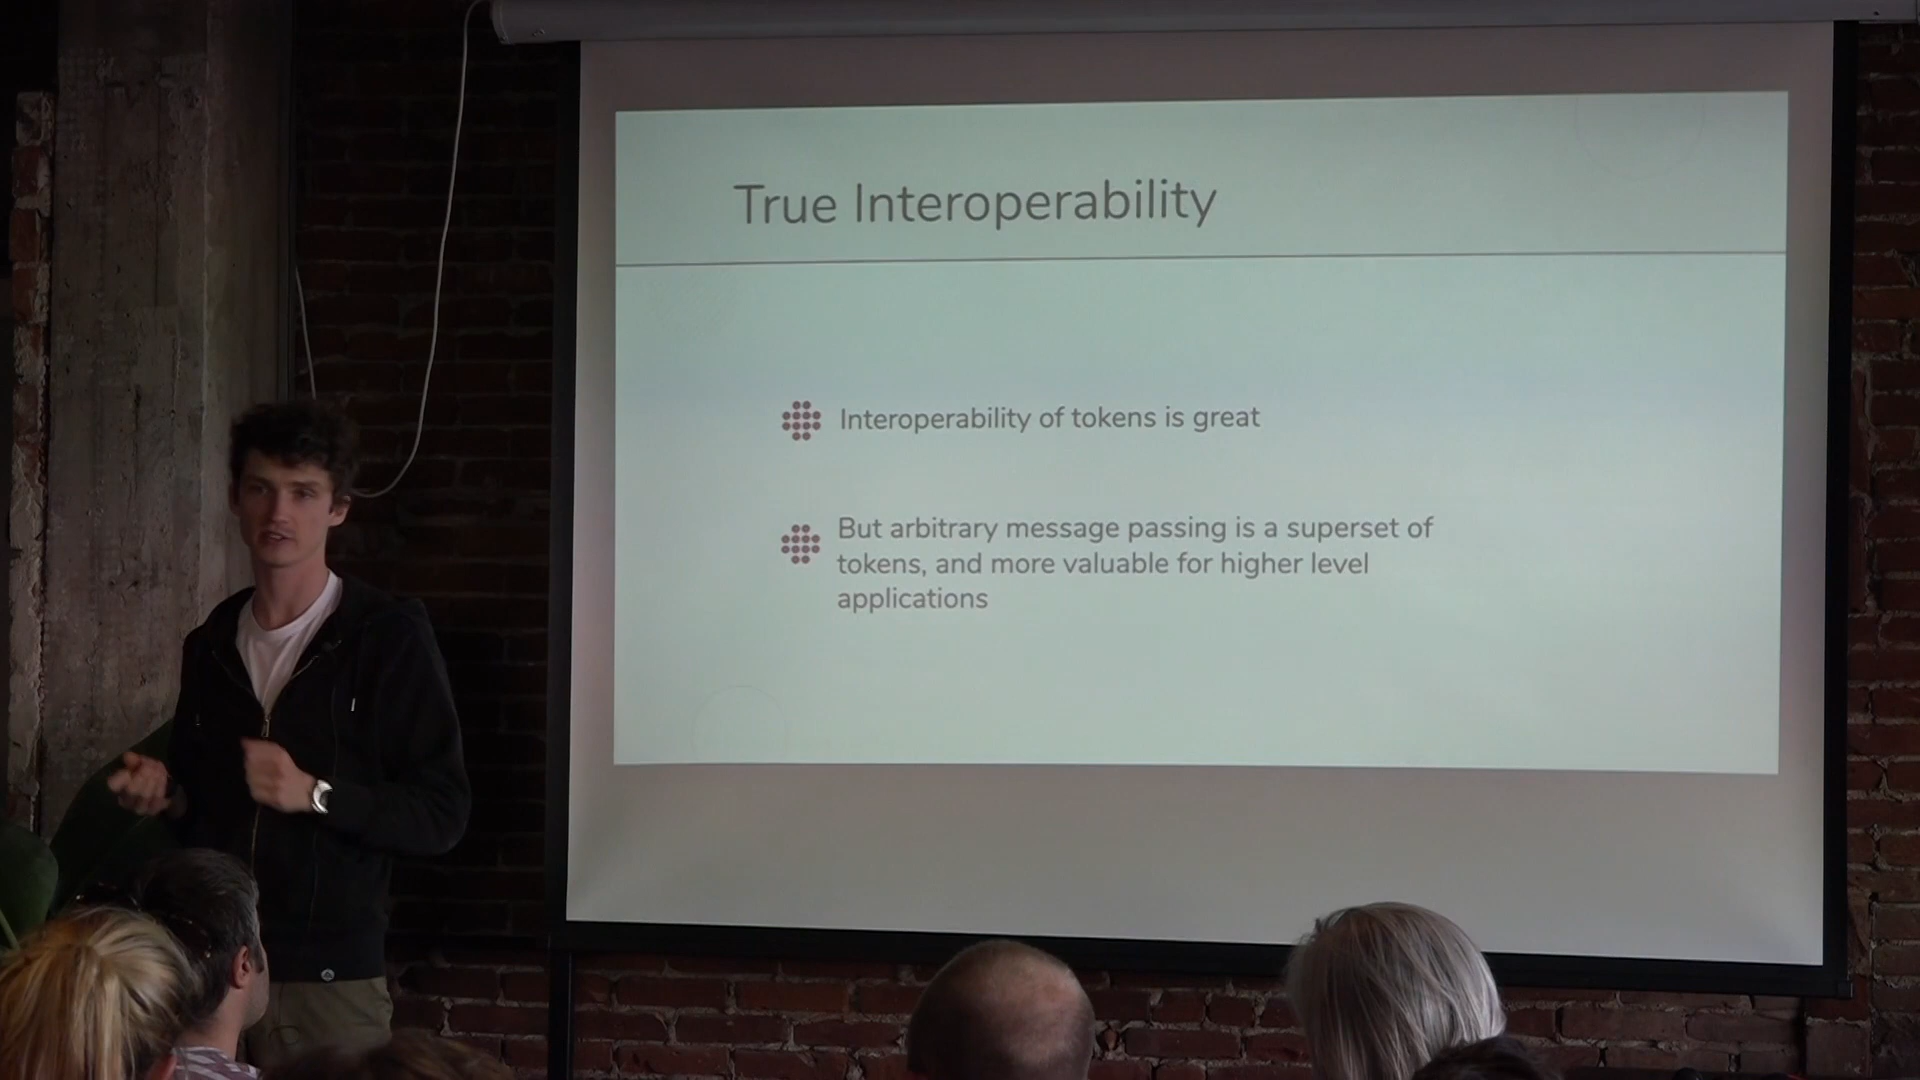 True Interoperability
Interoperability of tokens is great
But arbitrary message passing is a superset of
tokens, and more valuable for higher level
applications